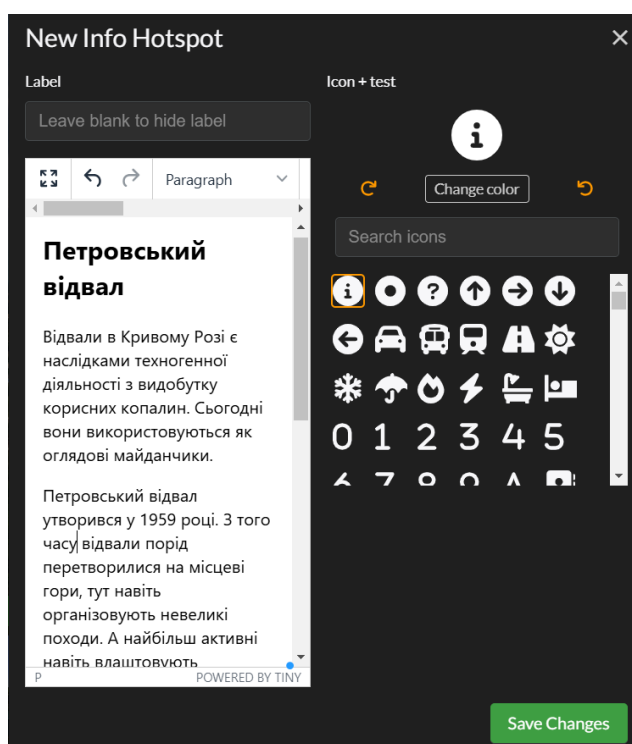 New Info Hotspot
Label
Leave blank to hide label
Paragraph
Петровський
відвал
Відвали в Кривому Розі є
наслідками техногенної
діяльності з видобутку
корисних копалин. Сьогодні
вони використовуються як
оглядові майданчики.
Петровський відвал
утворився у 1959 році. З того
часу відвали порід
перетворилися на місцеві
гори, тут навіть
організовують невеликі
походи. А найбільш активні
навіть влаштовують
P
POWERED BY TINY
Icon + test
Change color
Search icons
0 1 2 3 4 5
Save Changes